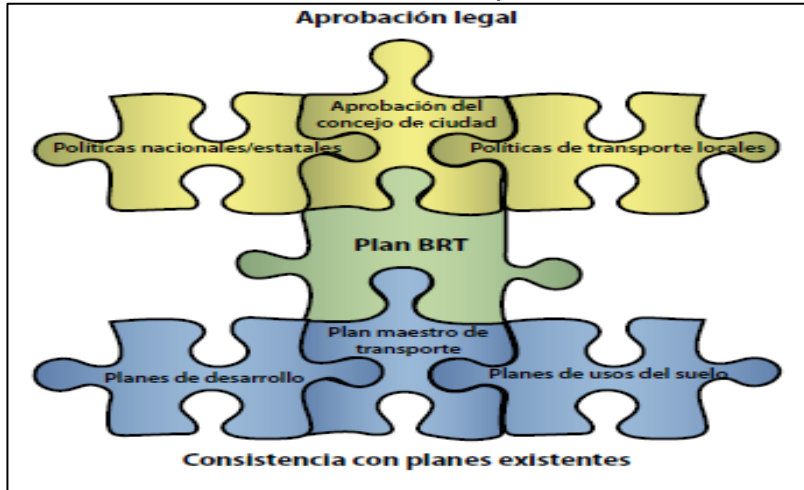 Aprobación legal
Aprobación del
concejo de ciudad
Políticas nacionales/estatales
Políticas de transporte locales
Plan BRT
Plan maestro de
transporte
Planes de desarrollo
Planes de usos del suelo
Consistencia con planes existentes